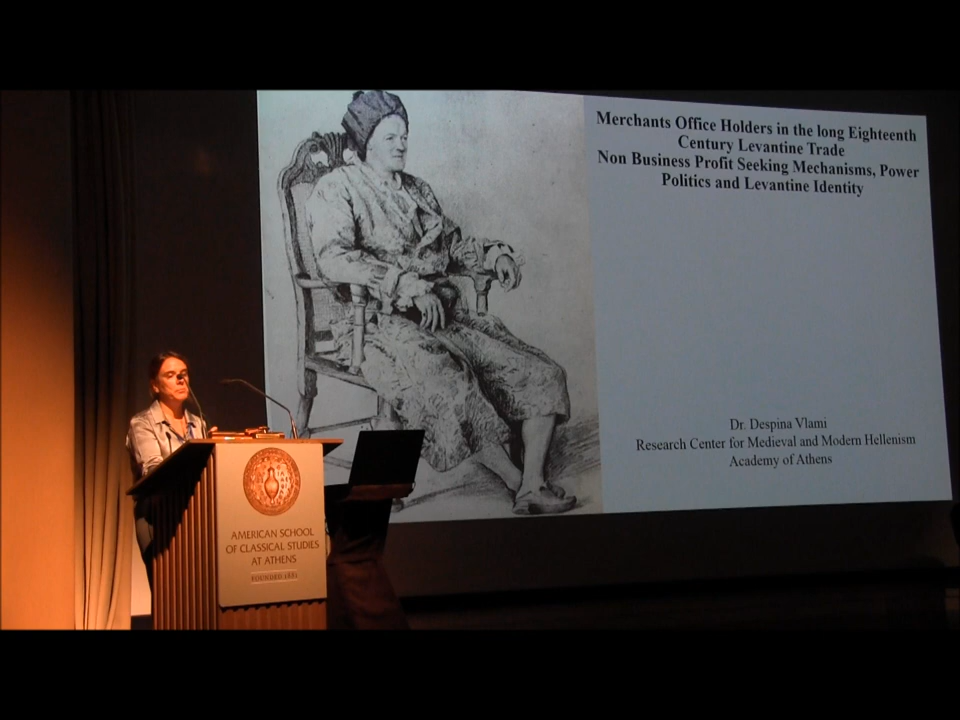 Merchants Office Holders in the long Eighteenth
Century Levantine Trade
Non Business Profit Seeking Mechanisms, Power
Politics and Levantine Identity
Dr. Despina Vlami
Research Center for Medieval and Modern Hellenism
Academy of Athens
AMERICAN SCHOOL
OF CLASSICAL STUDIES
AT ATHENS
FOUNDED 1881